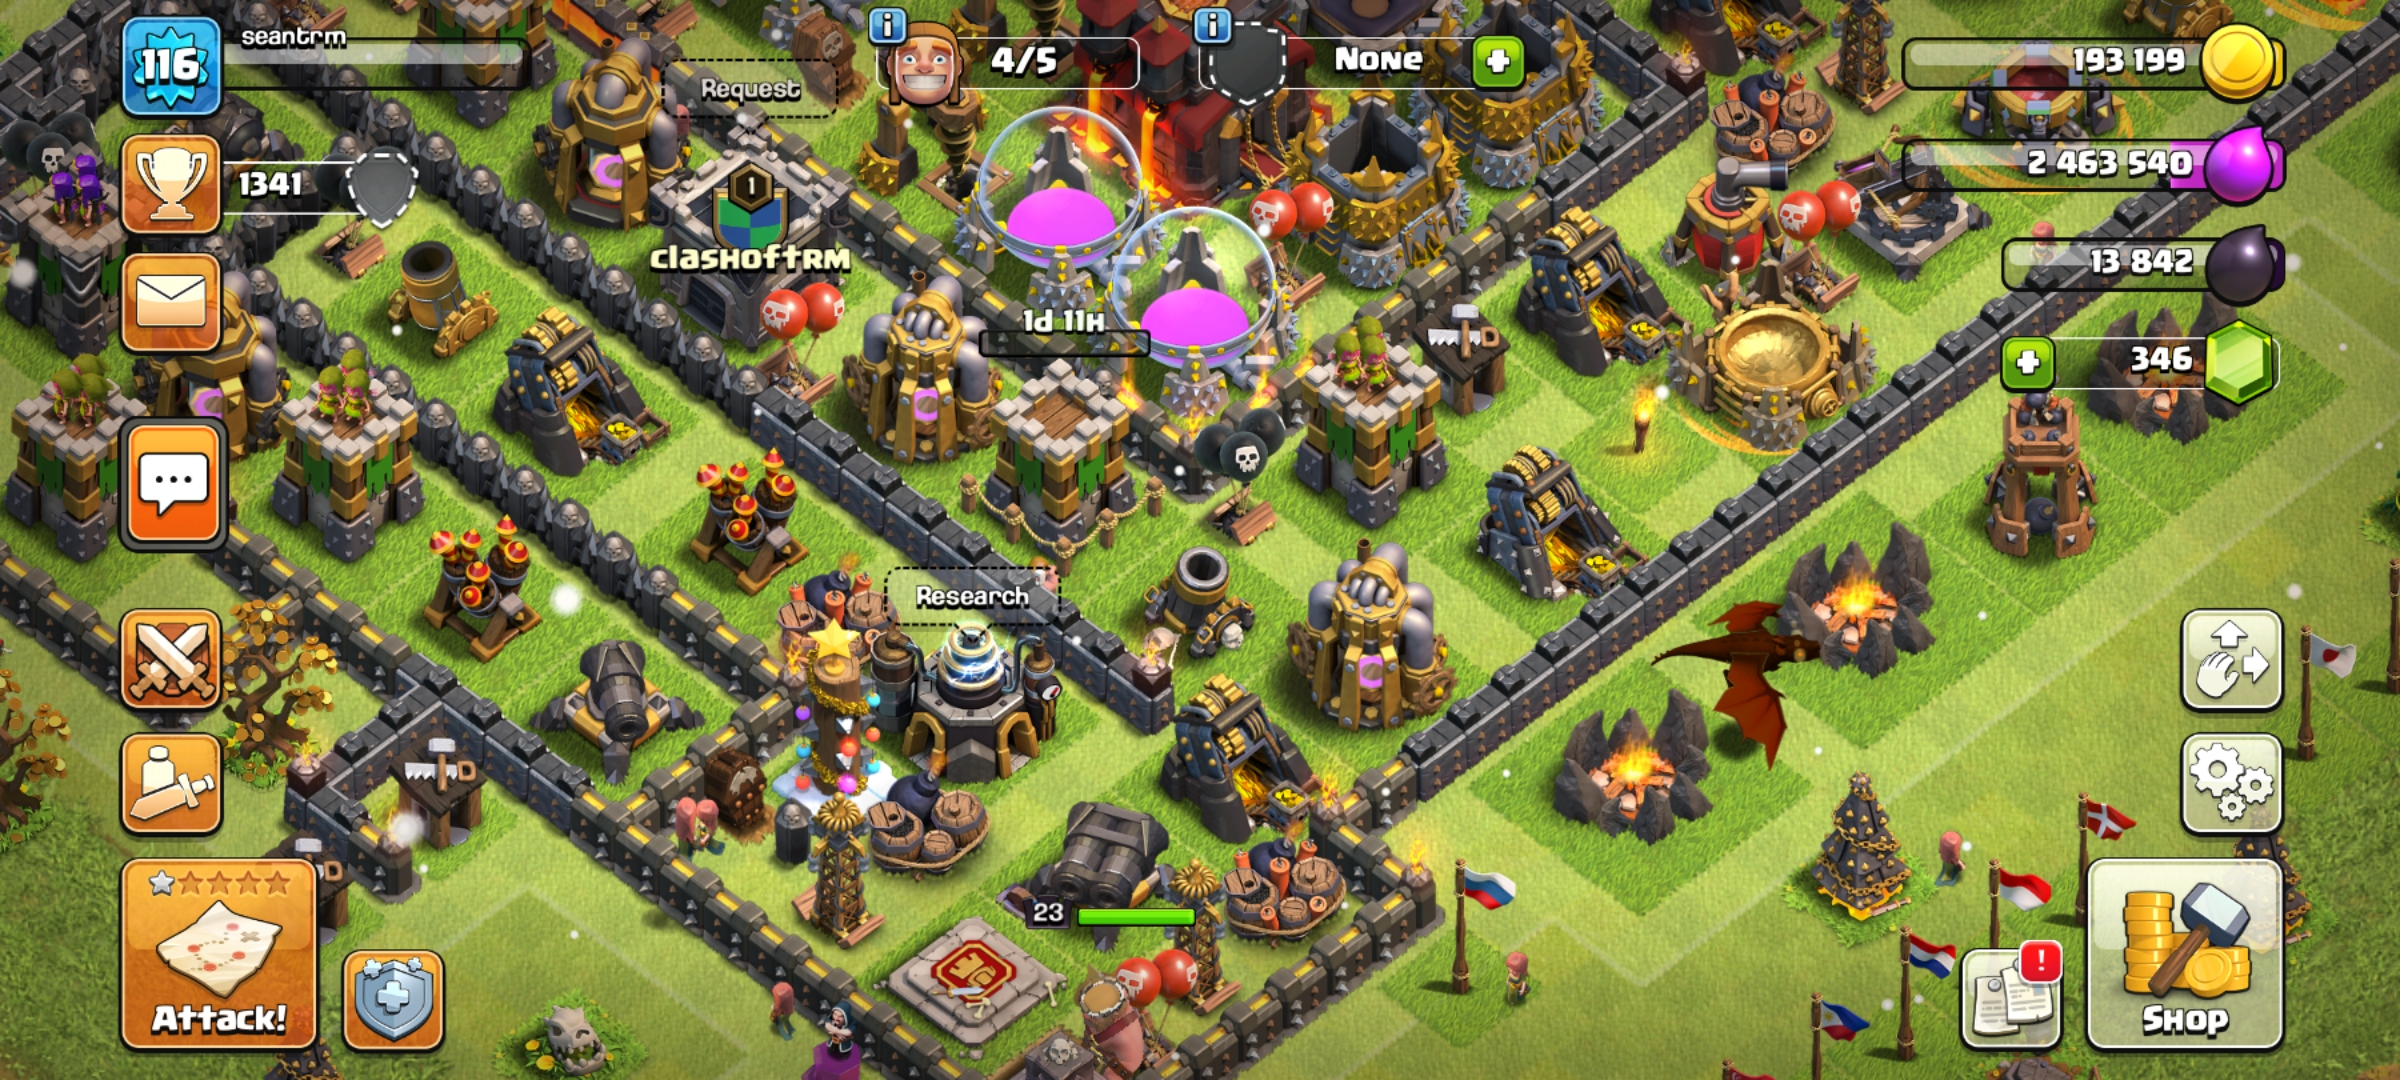 116
seantrm
4/5
None
193 199
Request
1341
1
clashoftrm
2 463 540
13 842
1d 11h
346
Research
23
Attack!
!
Shop